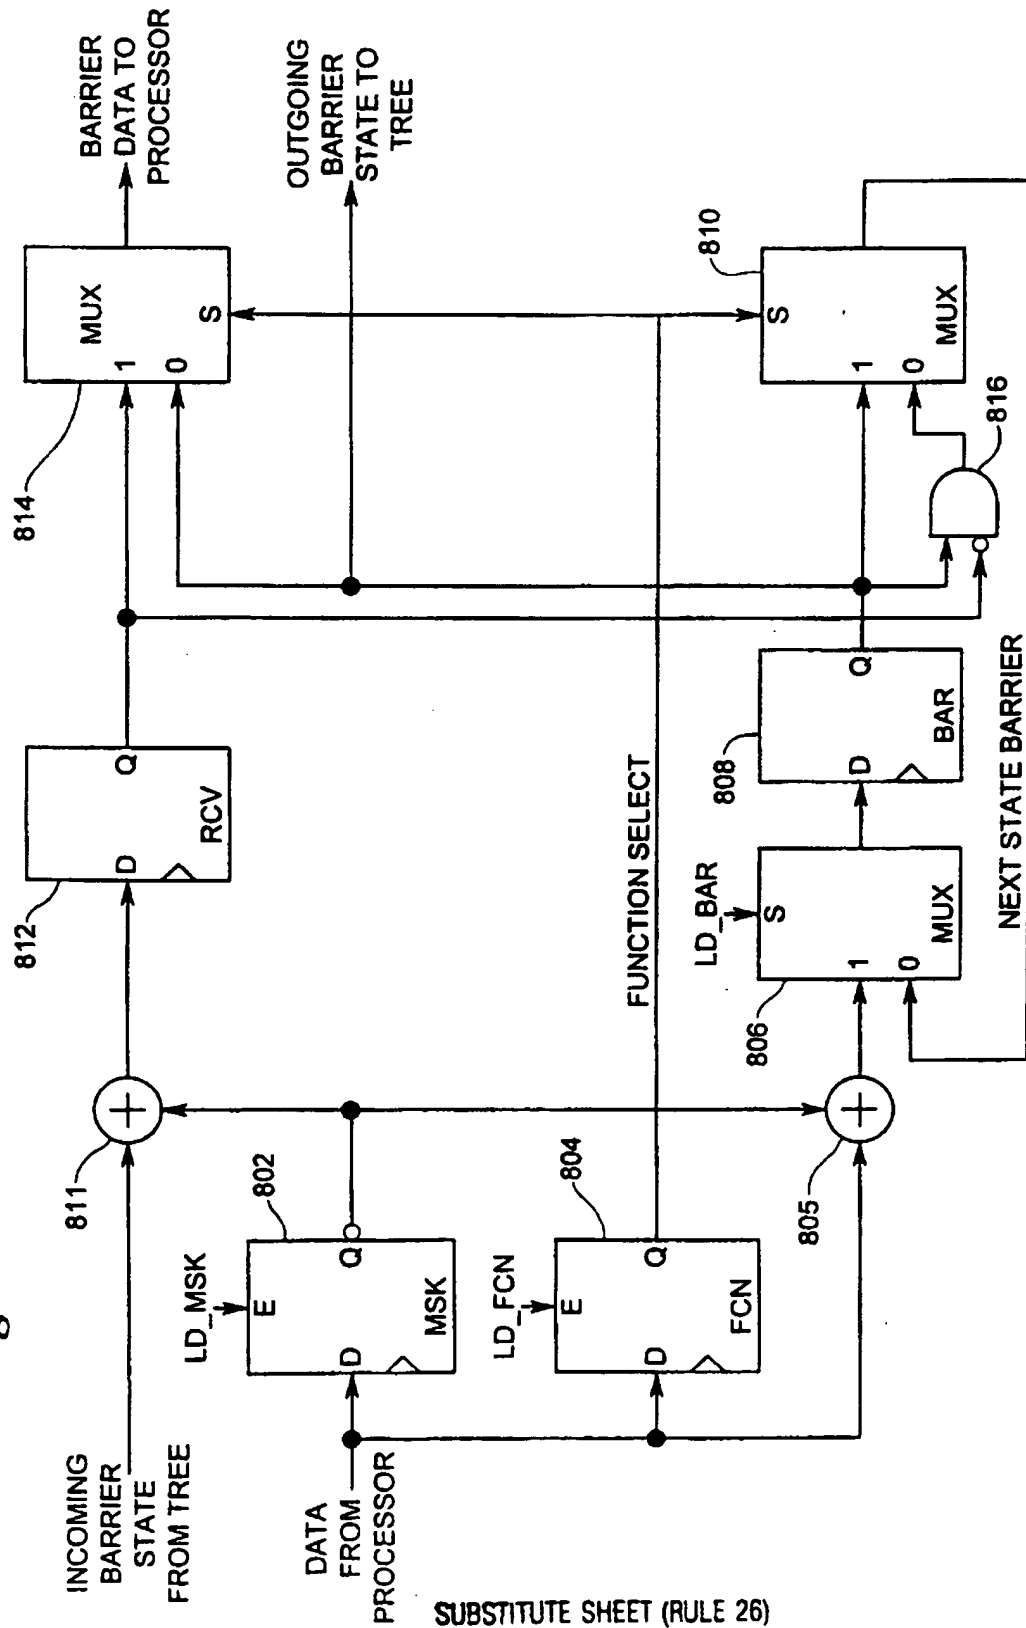 BARRIER
DATA TO
PROCESSOR
OUTGOING
BARRIER
STATE TO
TREE
814
MUX
1
0
S
810
S
1
0
MUX
816
812
D
Q
RCV
FUNCTION SELECT
808
D
Q
BAR
LD_BAR
806
S
1
0
MUX
NEXT STATE BARRIER
811
+
805
+
802
LD_MSK
E
D
Q
MSK
804
LD_FCN
E
D
Q
FCN
INCOMING
BARRIER
STATE
FROM TREE
DATA
FROM
PROCESSOR
SUBSTITUTE SHEET (RULE 26)